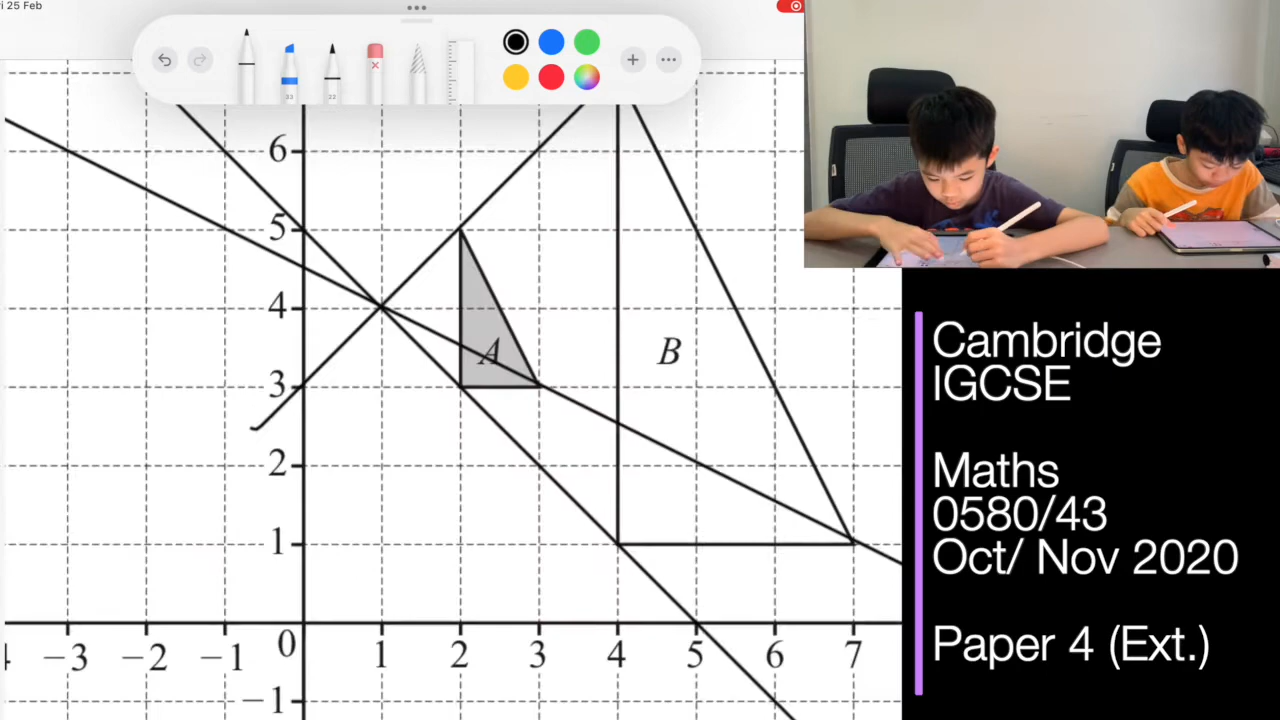 i 25 Feb
6
5
4
3
2
1
A
B
0
−3 −2 −1 1 2 3 4 5 6 7
−1
Cambridge
IGCSE
Maths
0580/43
Oct/ Nov 2020
Paper 4 (Ext.)